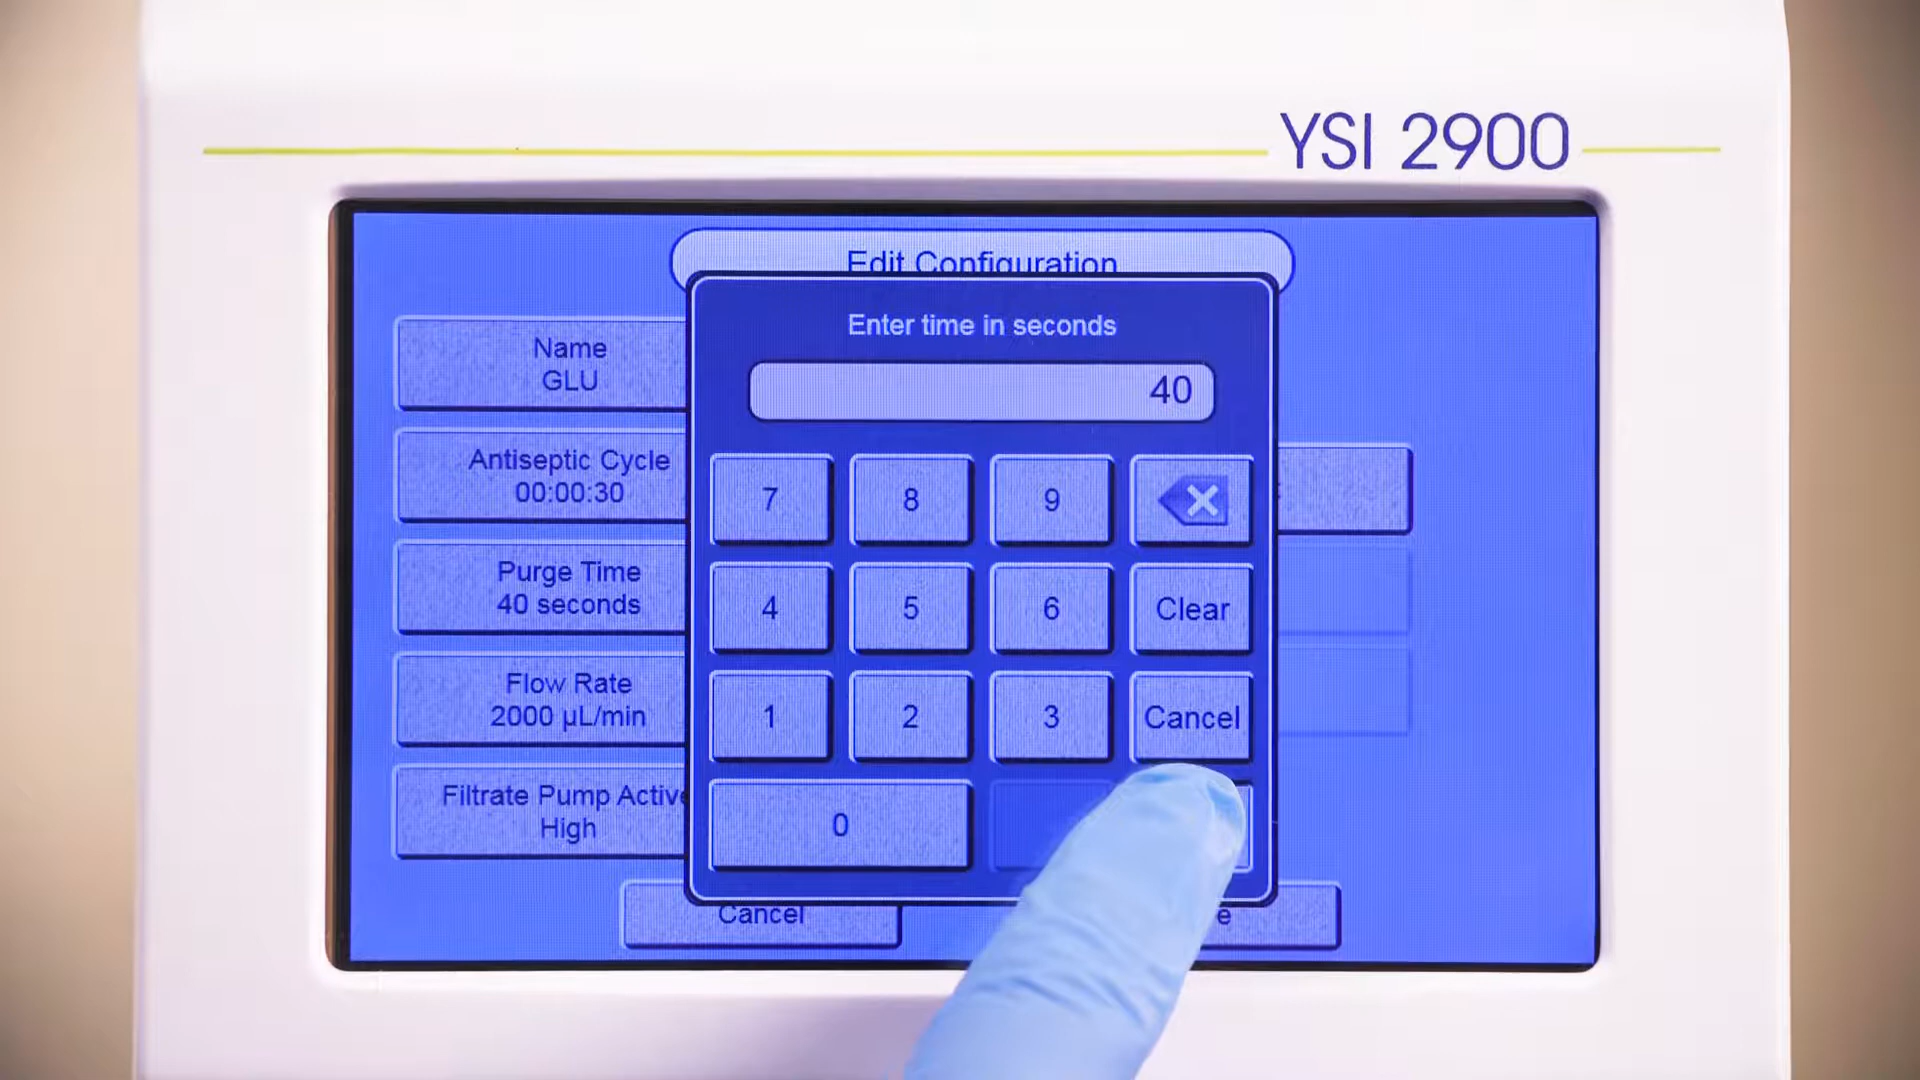 YSI 2900
Edit Configuration
Enter time in seconds
40
Name
GLU
Antiseptic Cycle
00:00:30
Purge Time
40 seconds
Flow Rate
2000 µL/min
Filtrate Pump Active
High
7 8 9
4 5 6 Clear
1 2 3 Cancel
0
Cancel